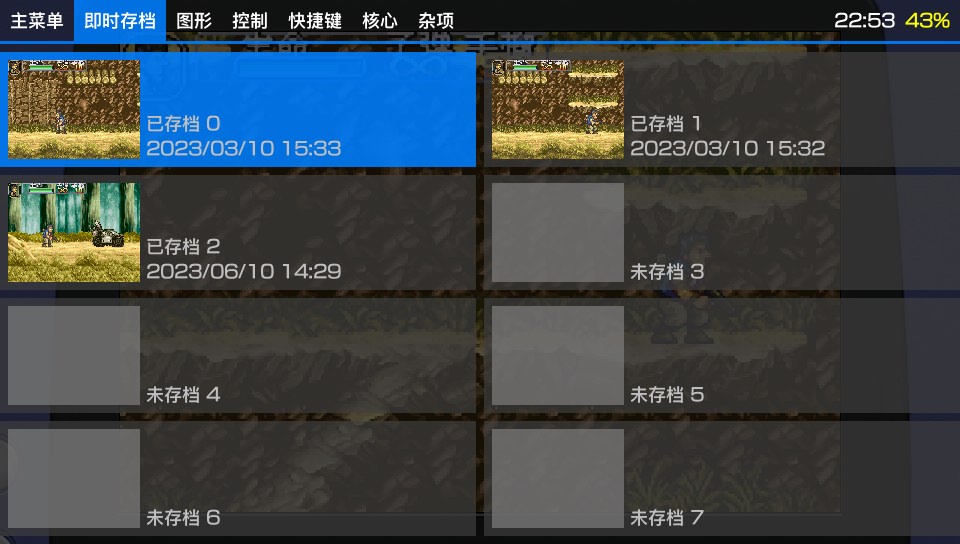 主菜单 即时存档 图形 控制 快捷键 核心 杂项 22:53 43%
已存档 0
2023/03/10 15:33
已存档 1
2023/03/10 15:32
已存档 2
2023/06/10 14:29
未存档 3
未存档 4
未存档 5
未存档 6
未存档 7